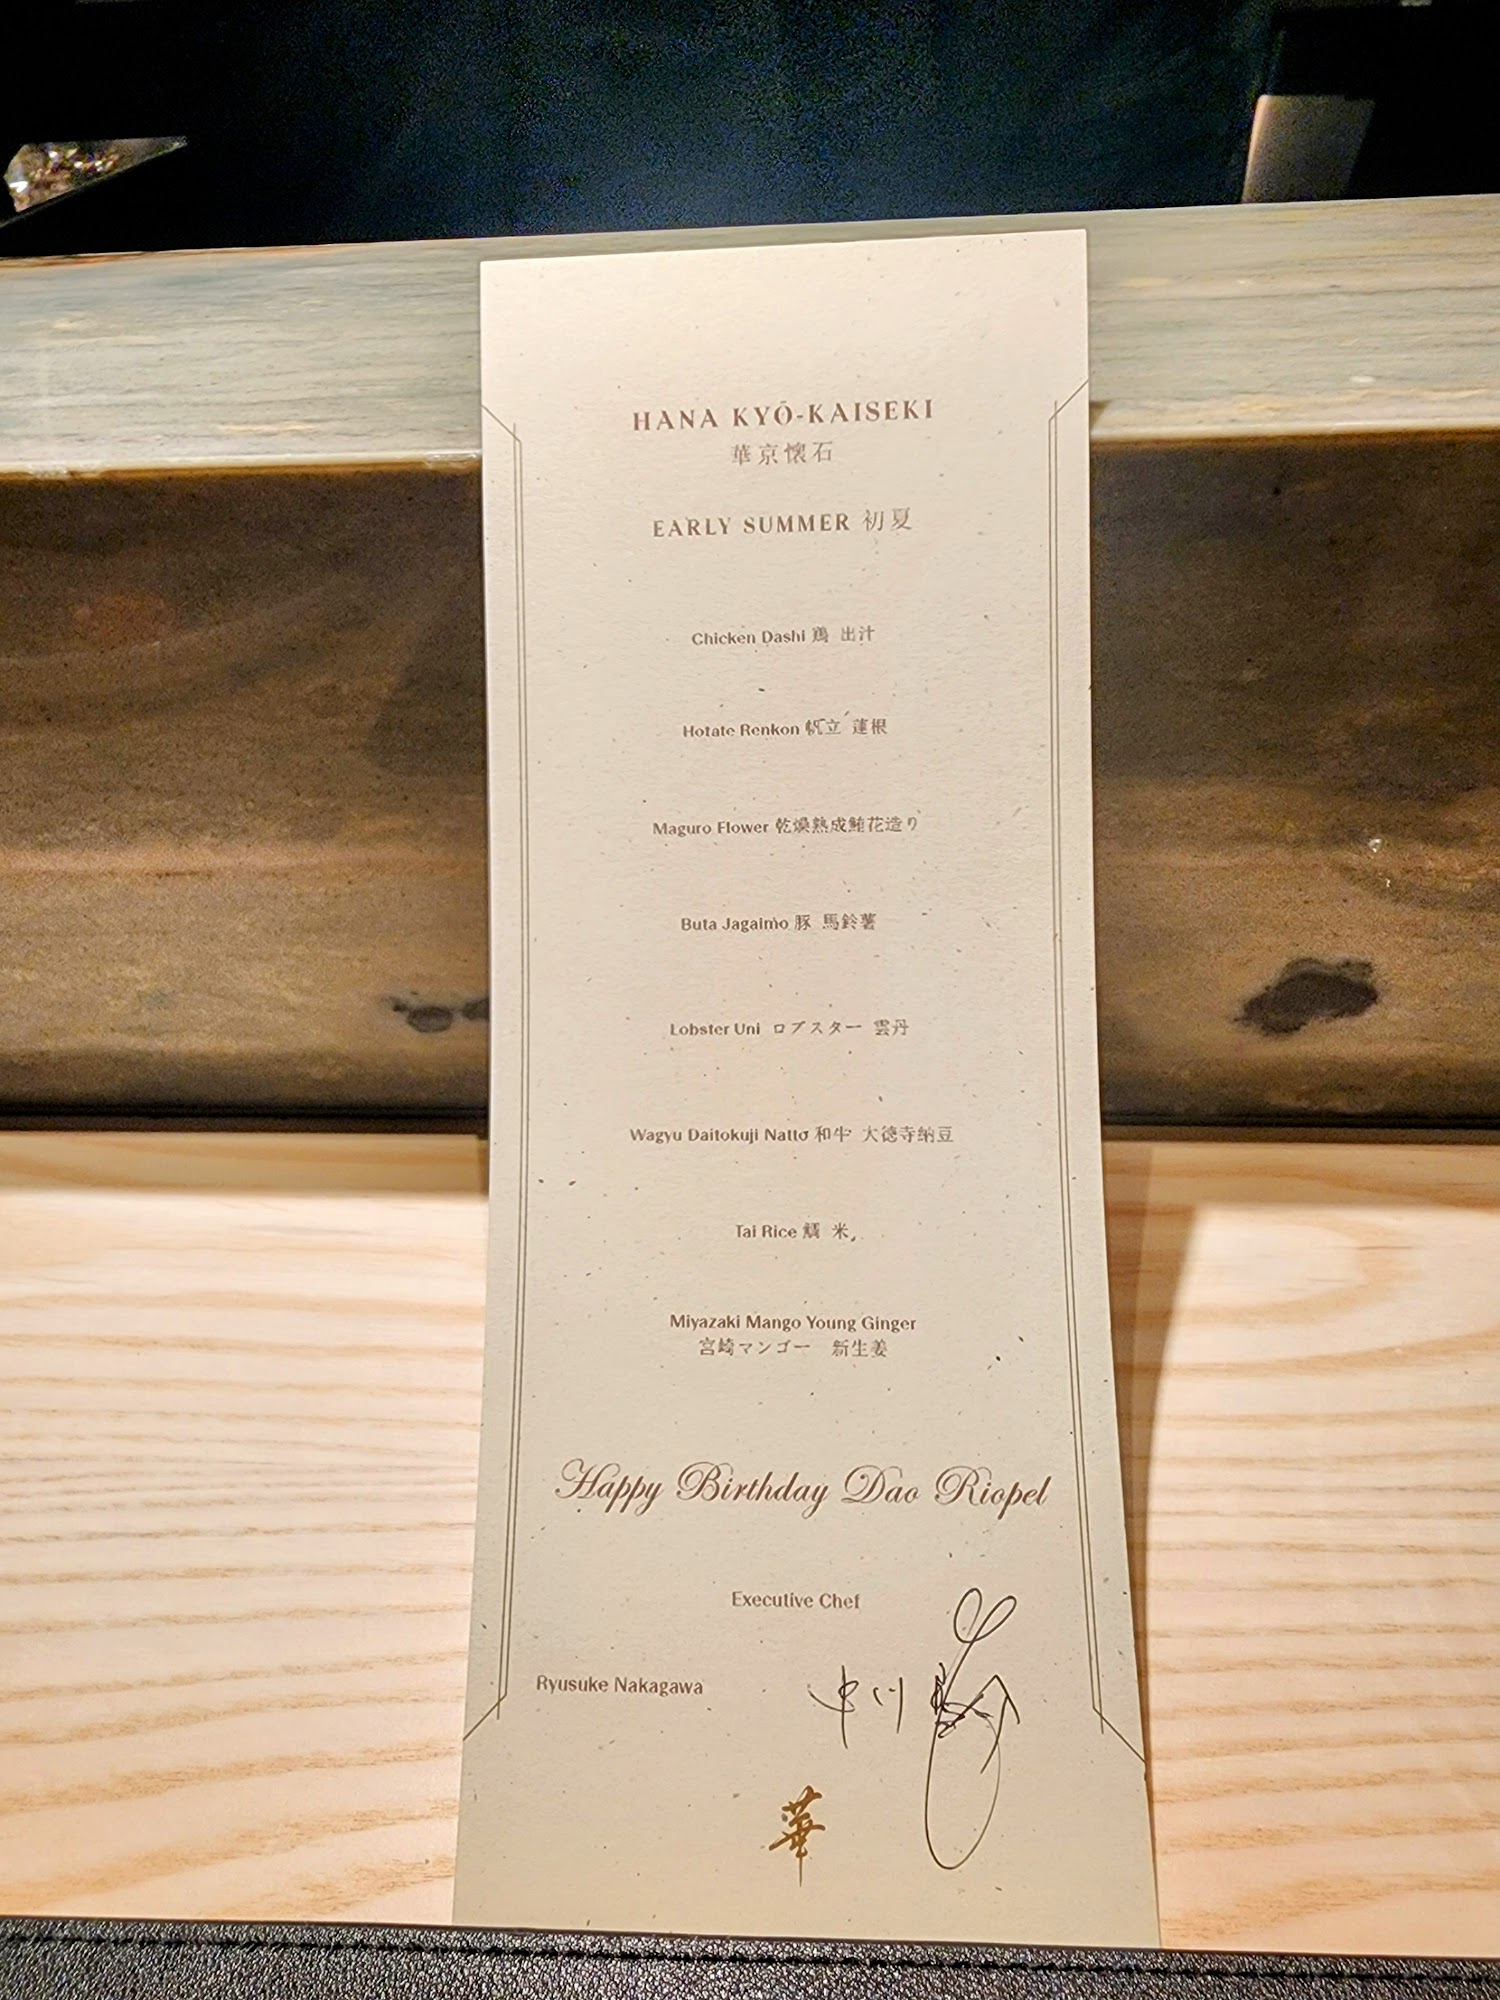 HANA KYŌ-KAISEKI
華京懐石
EARLY SUMMER 初夏
Chicken Dashi 鶏 出汁
Hotate Renkon 帆立 蓮根
Maguro Flower 乾燥熟成鮪花造り
Buta Jagaimo 豚 馬鈴薯
Lobster Uni ロブスター 雲丹
Wagyu Daitokuji Natto 和牛 大徳寺納豆
Tai Rice 鯛 米
Miyazaki Mango Young Ginger
宮崎マンゴー 新生姜
Happy Birthday Dao Riopel
Executive Chef
Ryusuke Nakagawa
中川
華